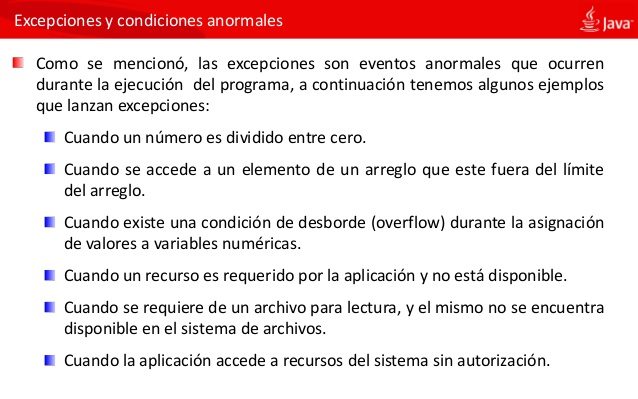 Excepciones y condiciones anormales
Java
Como se mencionó, las excepciones son eventos anormales que ocurren
durante la ejecución del programa, a continuación tenemos algunos ejemplos
que lanzan excepciones:
Cuando un número es dividido entre cero.
Cuando se accede a un elemento de un arreglo que este fuera del límite
del arreglo.
Cuando existe una condición de desborde (overflow) durante la asignación
de valores a variables numéricas.
Cuando un recurso es requerido por la aplicación y no está disponible.
Cuando se requiere de un archivo para lectura, y el mismo no se encuentra
disponible en el sistema de archivos.
Cuando la aplicación accede a recursos del sistema sin autorización.